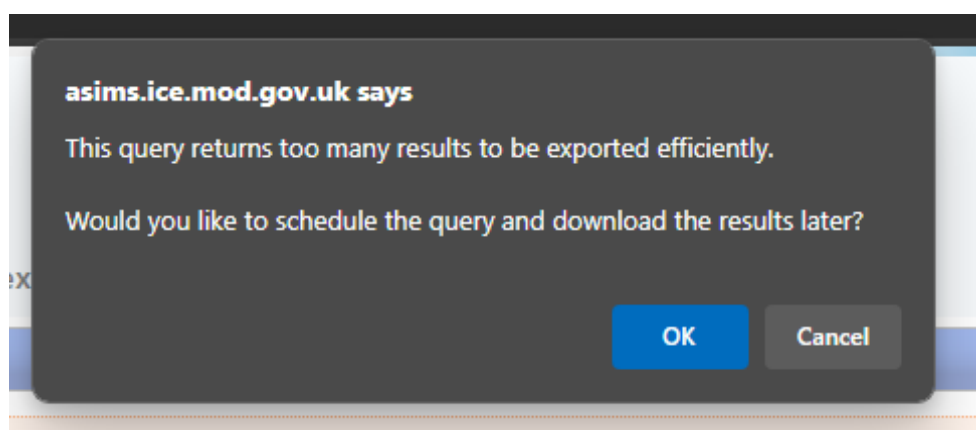 asims.ice.mod.gov.uk says
This query returns too many results to be exported efficiently.
Would you like to schedule the query and download the results later?
ex
OK
Cancel